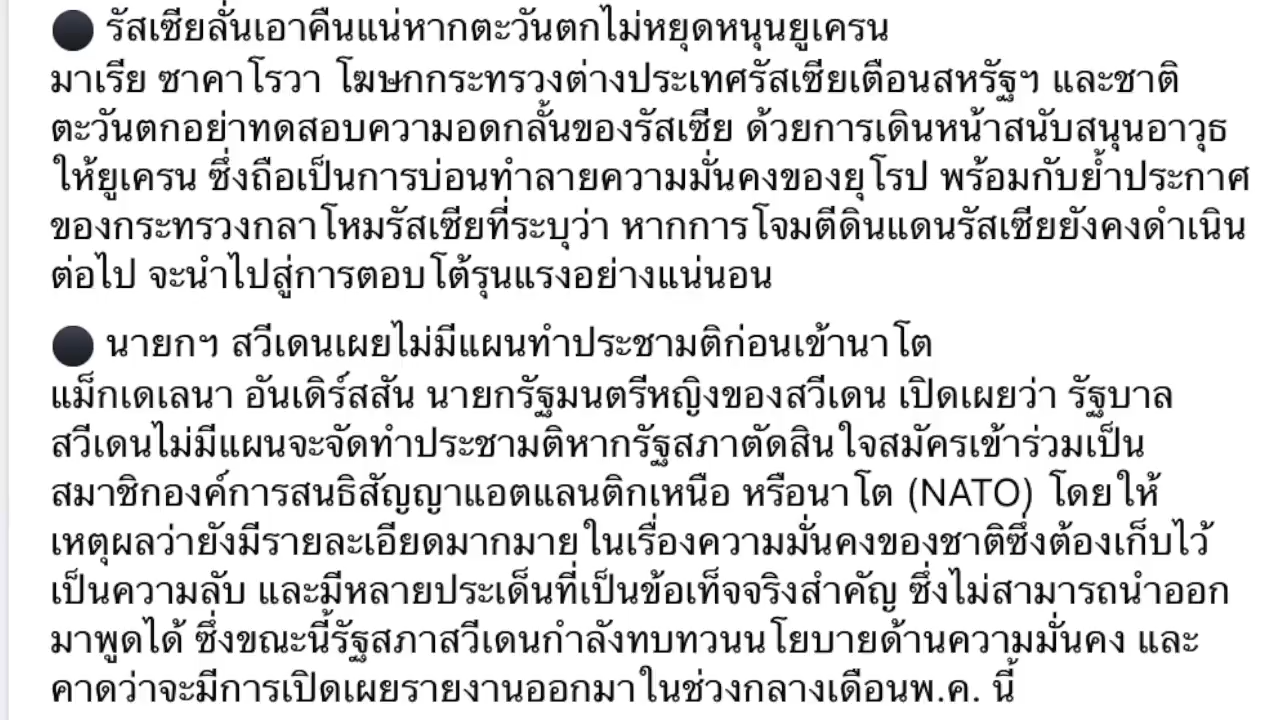 ● รัสเซียลั่นเอาคืนแน่หากตะวันตกไม่หยุดหนุนยูเครน
มาเรีย ซาคาโรวา โฆษกกระทรวงต่างประเทศรัสเซียเตือนสหรัฐฯ และชาติ
ตะวันตกอย่าทดสอบความอดกลั้นของรัสเซีย ด้วยการเดินหน้าสนับสนุนอาวุธ
ให้ยูเครน ซึ่งถือเป็นการบ่อนทำลายความมั่นคงของยุโรป พร้อมกับย้ำประกาศ
ของกระทรวงกลาโหมรัสเซียที่ระบุว่า หากการโจมตีดินแดนรัสเซียยังคงดำเนิน
ต่อไป จะนำไปสู่การตอบโต้รุนแรงอย่างแน่นอน
● นายกฯ สวีเดนเผยไม่มีแผนทำประชามติก่อนเข้านาโต
แม็กเดเลนา อันเดิร์สสัน นายกรัฐมนตรีหญิงของสวีเดน เปิดเผยว่า รัฐบาล
สวีเดนไม่มีแผนจะจัดทำประชามติหากรัฐสภาตัดสินใจสมัครเข้าร่วมเป็น
สมาชิกองค์การสนธิสัญญาแอตแลนติกเหนือ หรือนาโต (NATO) โดยให้
เหตุผลว่ายังมีรายละเอียดมากมายในเรื่องความมั่นคงของชาติซึ่งต้องเก็บไว้
เป็นความลับ และมีหลายประเด็นที่เป็นข้อเท็จจริงสำคัญ ซึ่งไม่สามารถนำออก
มาพูดได้ ซึ่งขณะนี้รัฐสภาสวีเดนกำลังทบทวนนโยบายด้านความมั่นคง และ
คาดว่าจะมีการเปิดเผยรายงานออกมาในช่วงกลางเดือนพ.ค. นี้